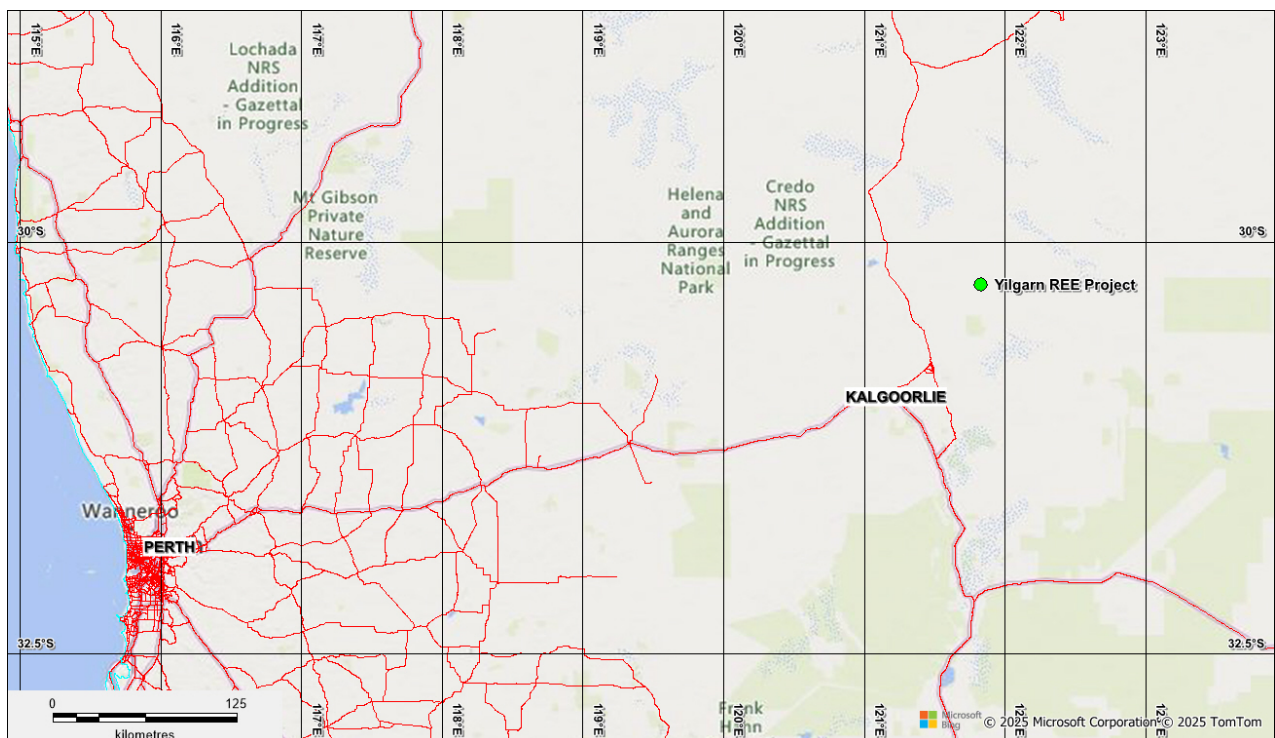 115°E
116°E
117°E
118°E
119°E
120°E
121°E
122°E
123°E
Lochada
NRS
Addition
- Gazettal
in Progress
Mt Gibson
Private
Nature
Reserve
Helena
and
Aurora
Ranges
National
Park
Credo
NRS
Addition
- Gazettal
in Progress
30°S
30°S
Yilgarn REE Project
KALGOORLIE
Wanneroo
PERTH
32.5°S
32.5°S
0
125
kilometres
117°E
118°E
119°E
120°E
121°E
122°E
Frank
Hann
Microsoft
Bing
© 2025 Microsoft Corporation © 2025 TomTom